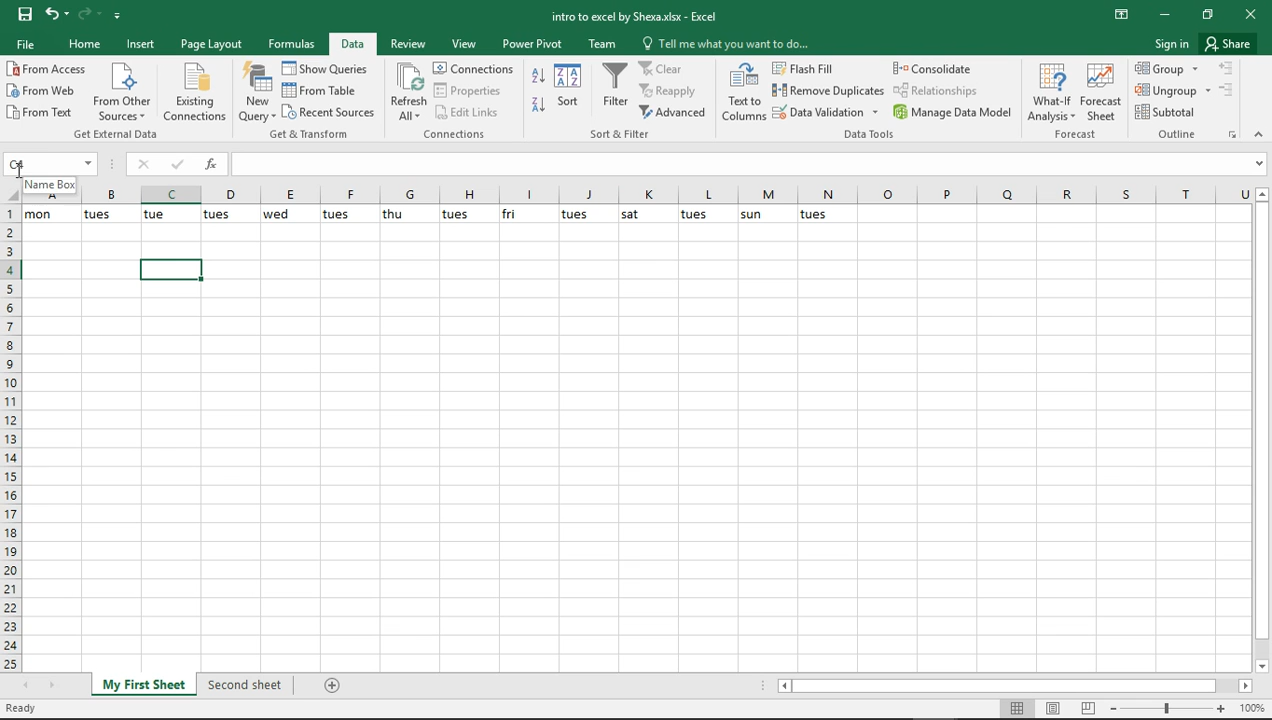 intro to excel by Shexa.xlsx - Excel
File Home Insert Page Layout Formulas Data Review View Power Pivot Team Tell me what you want to do... Sign in Share
From Access
From Web
From Text
From Other Sources
Existing Connections
Get External Data
New Query
Show Queries
From Table
Recent Sources
Get & Transform
Refresh All
Connections
Properties
Edit Links
Connections
Sort
Filter
Clear
Reapply
Advanced
Sort & Filter
Text to Columns
Flash Fill
Remove Duplicates
Data Validation
Consolidate
Relationships
Manage Data Model
Data Tools
What-If Analysis
Forecast Sheet
Forecast
Group
Ungroup
Subtotal
Outline
C4 fx
Name Box
A B C D E F G H I J K L M N O P Q R S T U
1 mon tues tue tues wed tues thu tues fri tues sat tues sun tues
2
3
4
5
6
7
8
9
10
11
12
13
14
15
16
17
18
19
20
21
22
23
24
25
My First Sheet Second sheet
Ready 100%